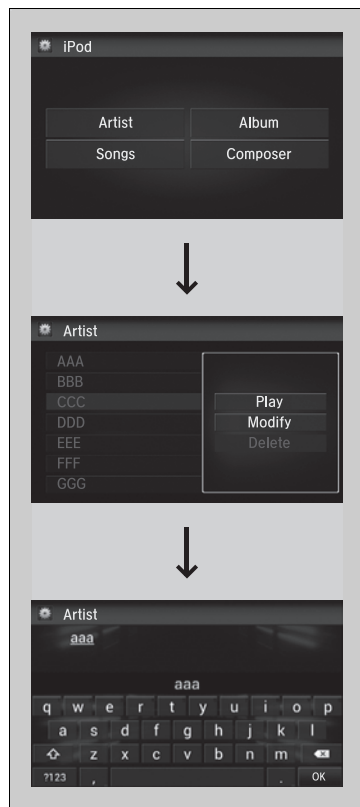 iPod
Artist Album
Songs Composer
Artist
AAA
BBB
CCC Play
DDD Modify
EEE Delete
FFF
GGG
Artist
aaa
aaa
q w e r t y u i o p
a s d f g h j k l
z x c v b n m
?123 , . OK